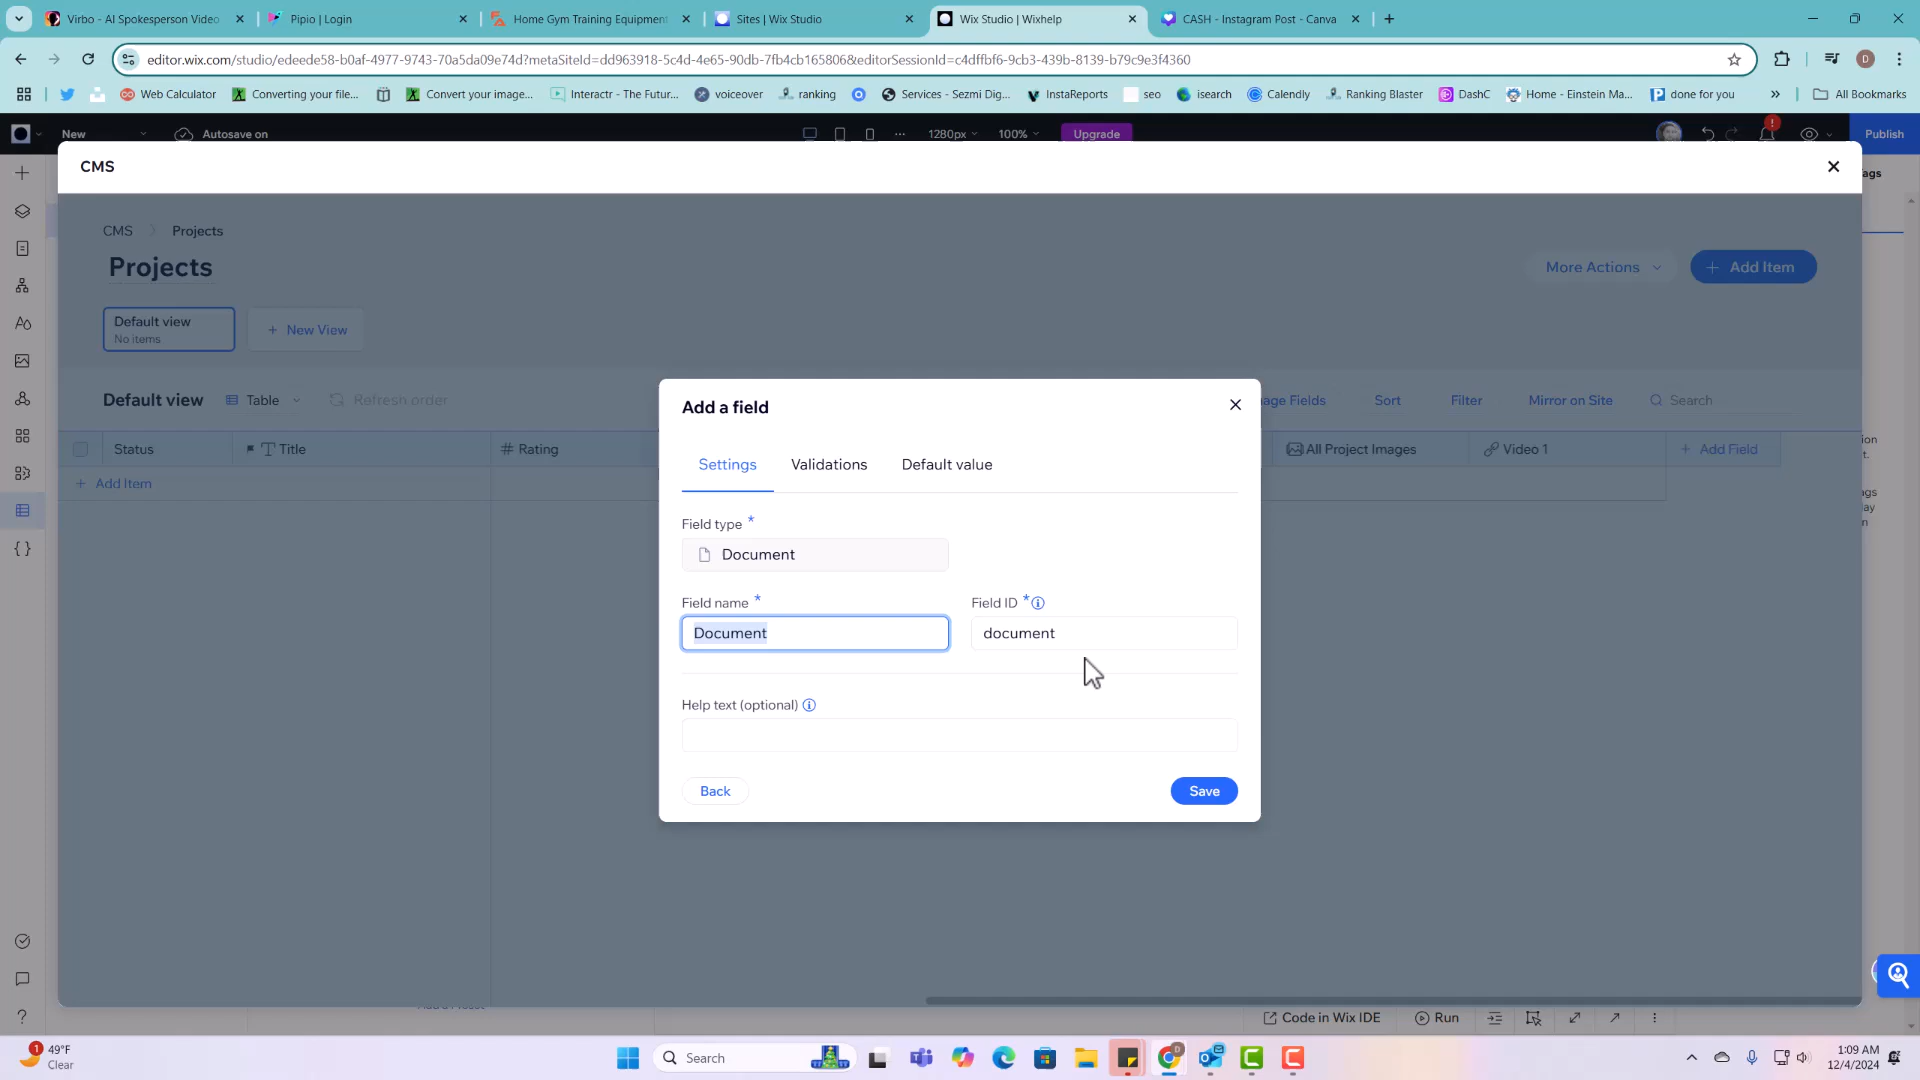 Virbo - AI Spokesperson Video
Pipio | Login
Home Gym Training Equipment
Sites | Wix Studio
Wix Studio | Wixhelp
CASH - Instagram Post - Canva
editor.wix.com/studio/edeede58-b0af-4977-9743-70a5da09e74d?metaSiteId=dd963918-5c4d-4e65-90db-7fb4cb165806&editorSessionId=c4dffbf6-9cb3-439b-8139-b79c9e3f4360
D
Web Calculator
Converting your file...
Convert your image...
Interactr - The Futur...
voiceover
ranking
Services - Sezmi Dig...
InstaReports
seo
isearch
Calendly
Ranking Blaster
DashC
Home - Einstein Ma...
done for you
All Bookmarks
New
Autosave on
1280px
100%
Upgrade
Publish
CMS
CMS
Projects
Projects
More Actions
+ Add Item
Default view
No items
+ New View
Default view
Table
Refresh order
age Fields
Sort
Filter
Mirror on Site
Search
Status
Title
# Rating
All Project Images
Video 1
+ Add Field
+ Add Item
Add a field
Settings
Validations
Default value
Field type *
Document
Field name *
Field ID *
Document
document
Help text (optional)
Back
Save
Code in Wix IDE
Run
49°F
Clear
Search
1:09 AM
12/4/2024